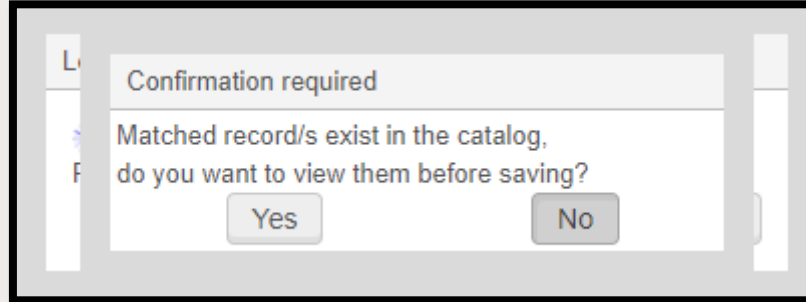 Confirmation required
Matched record/s exist in the catalog,
do you want to view them before saving?
Yes
No